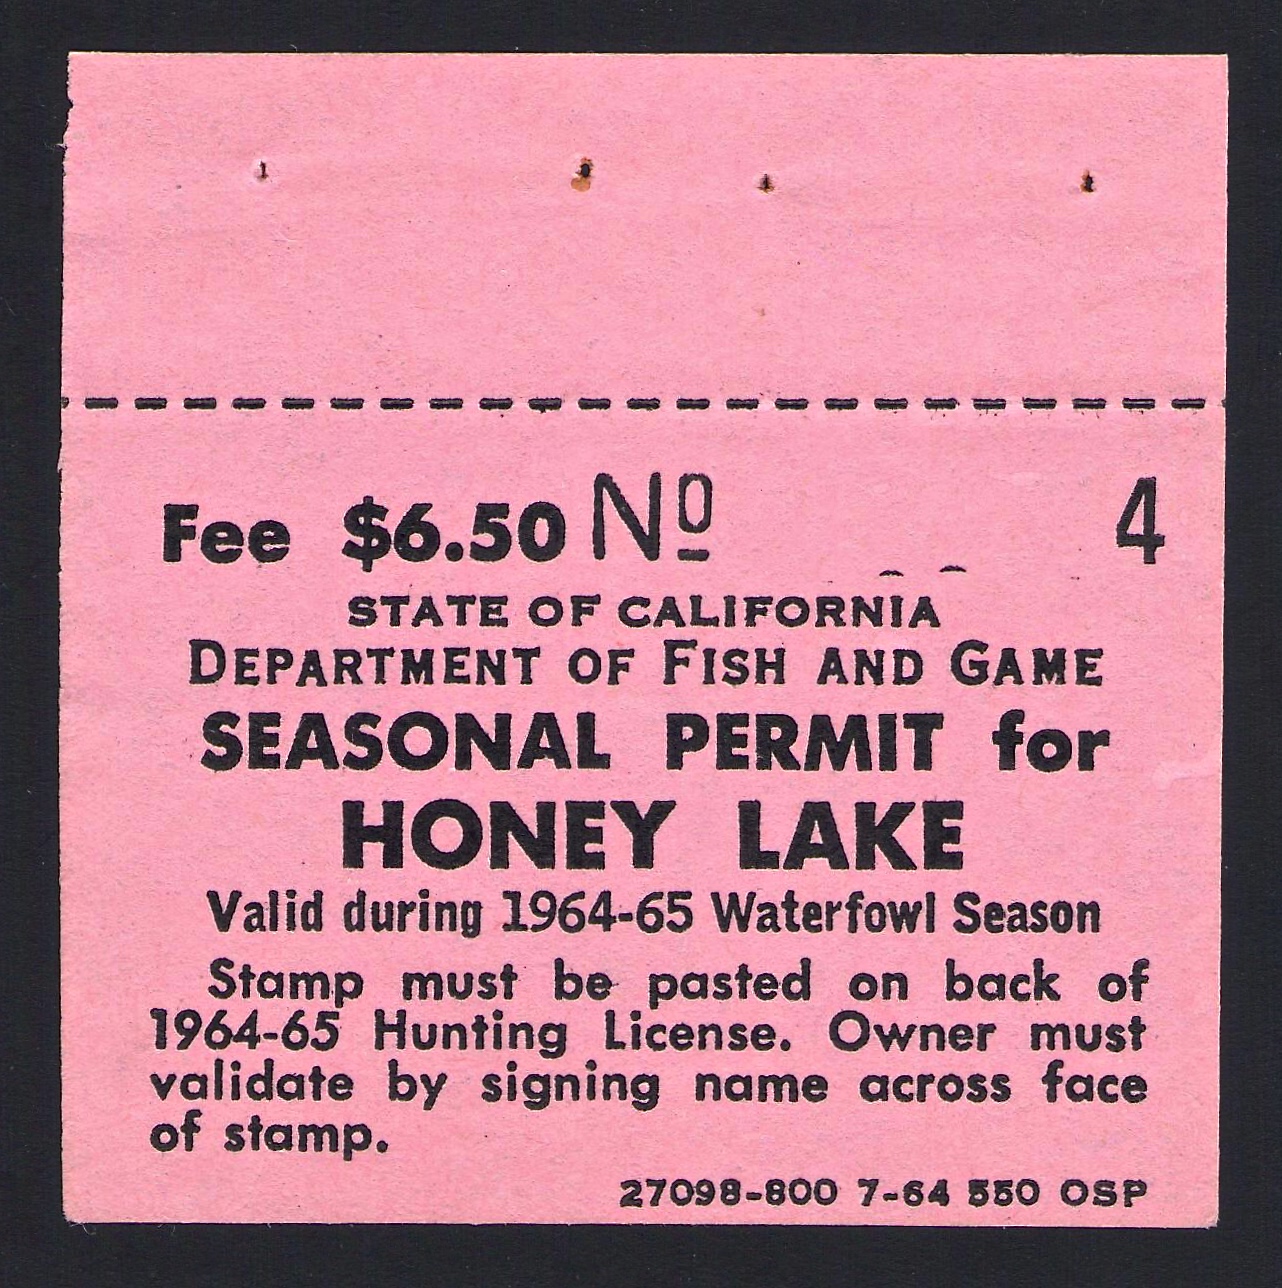 Fee $6.50 Nº 4
STATE OF CALIFORNIA
DEPARTMENT OF FISH AND GAME
SEASONAL PERMIT for
HONEY LAKE
Valid during 1964-65 Waterfowl Season
Stamp must be pasted on back of
1964-65 Hunting License. Owner must
validate by signing name across face
of stamp.
27098-800 7-64 550 OSP